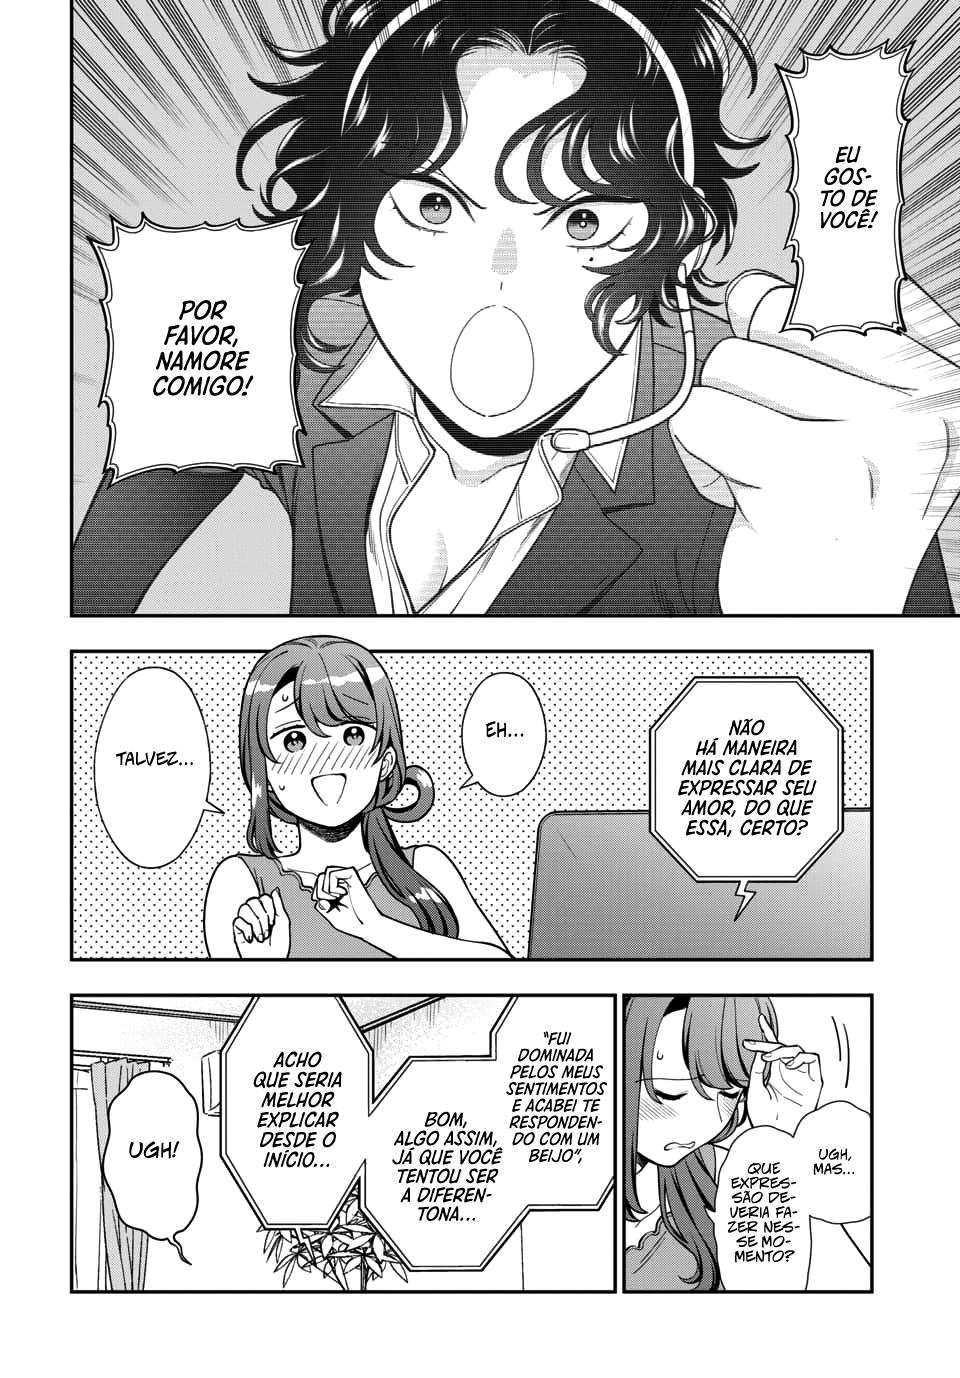 EU
GOS-
TO DE
VOCÊ!
POR
FAVOR,
NAMORE
COMIGO!
NÃO
HÁ MANEIRA
MAIS CLARA DE
EXPRESSAR SEU
AMOR, DO QUE
ESSA, CERTO?
EH...
TALVEZ...
UGH,
MAS...
QUE
EXPRES-
SÃO DE-
VERIA FA-
ZER NES-
SE MO-
MENTO?
"FUI
DOMINADA
PELOS MEUS
SENTIMENTOS
E ACABEI TE
RESPONDEN-
DO COM UM
BEIJO",
BOM,
ALGO ASSIM,
JÁ QUE VOCÊ
TENTOU SER
A DIFEREN-
TONA...
ACHO
QUE SERIA
MELHOR
EXPLICAR
DESDE O
INÍCIO...
UGH!